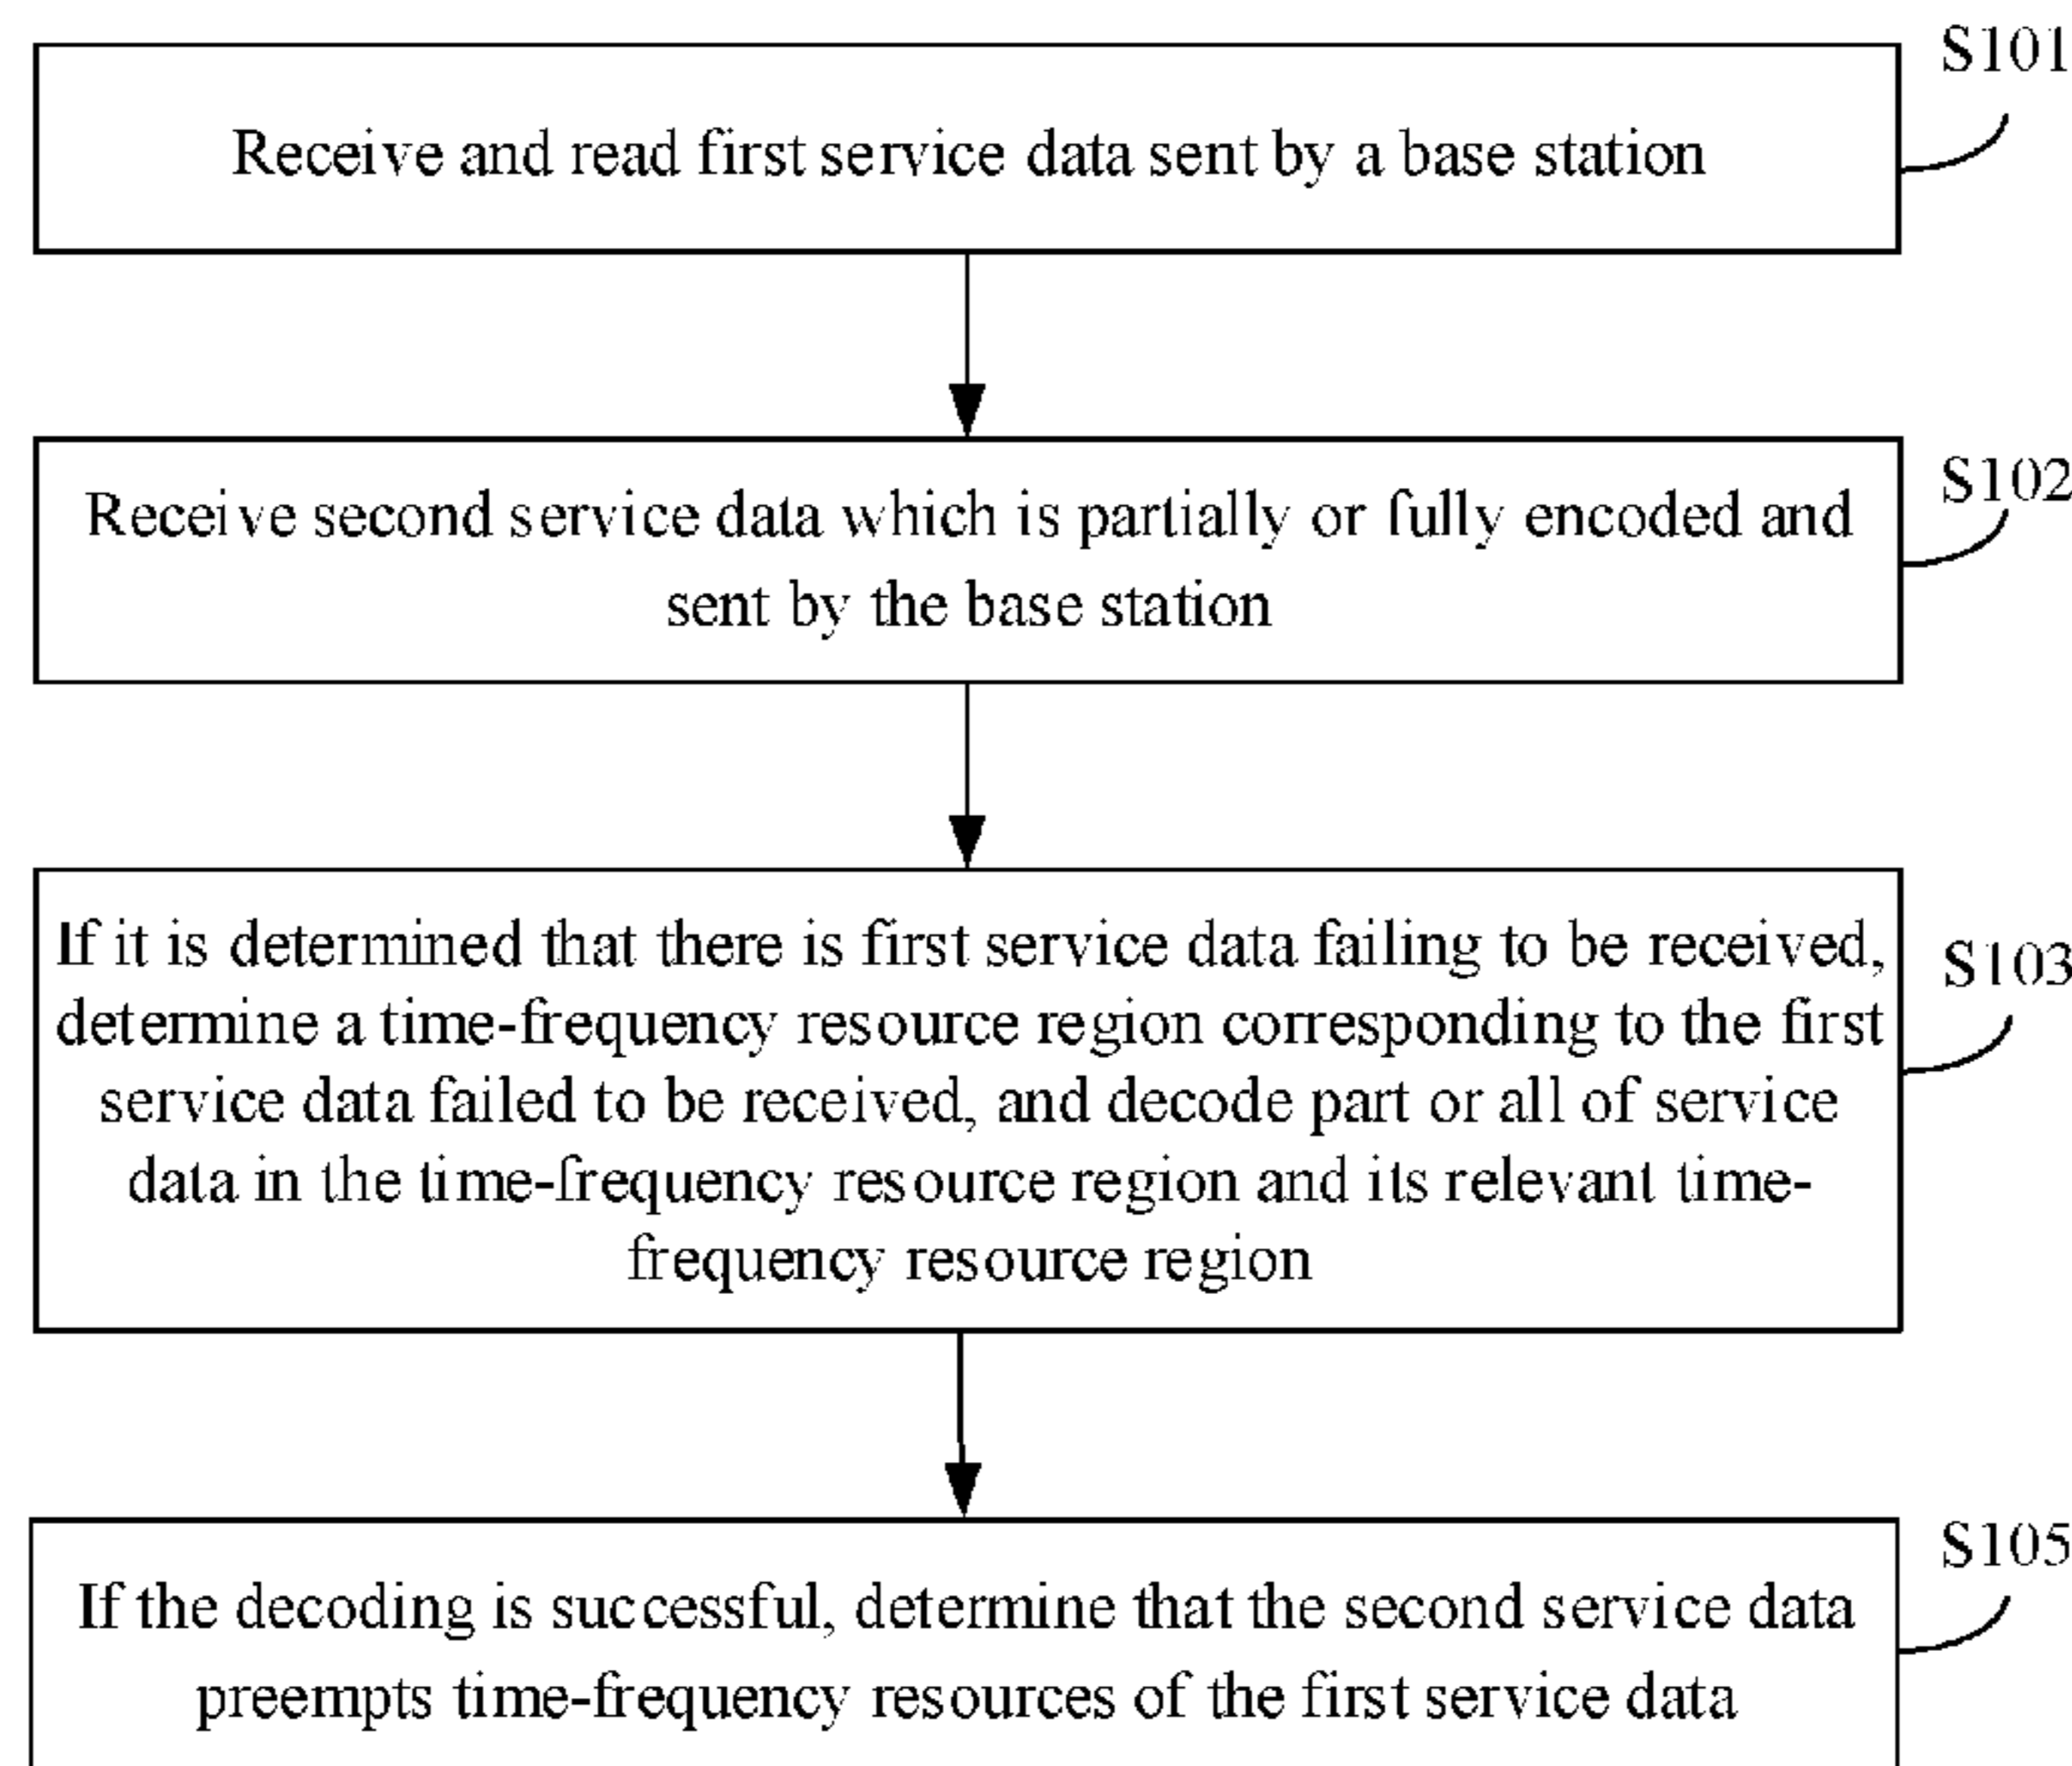 S101
Receive and read first service data sent by a base station
S102
Receive second service data which is partially or fully encoded and
sent by the base station
If it is determined that there is first service data failing to be received,
S103
determine a time-frequency resource region corresponding to the first
service data failed to be received, and decode part or all of service
data in the time-frequency resource region and its relevant time-
frequency resource region
S105
If the decoding is successful, determine that the second service data
preempts time-frequency resources of the first service data